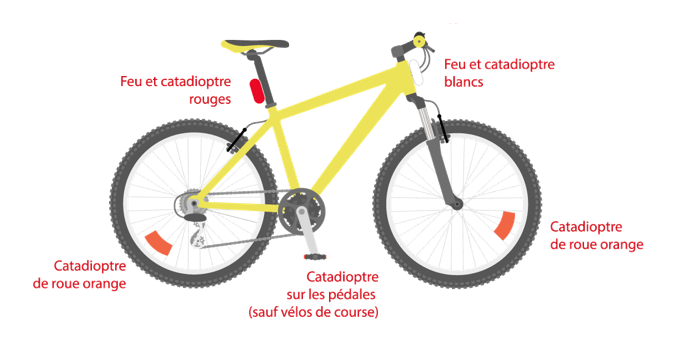 Feu et catadioptre
rouges
Feu et catadioptre
blancs
Catadioptre
de roue orange
Catadioptre
de roue orange
Catadioptre
sur les pédales
(sauf vélos de course)